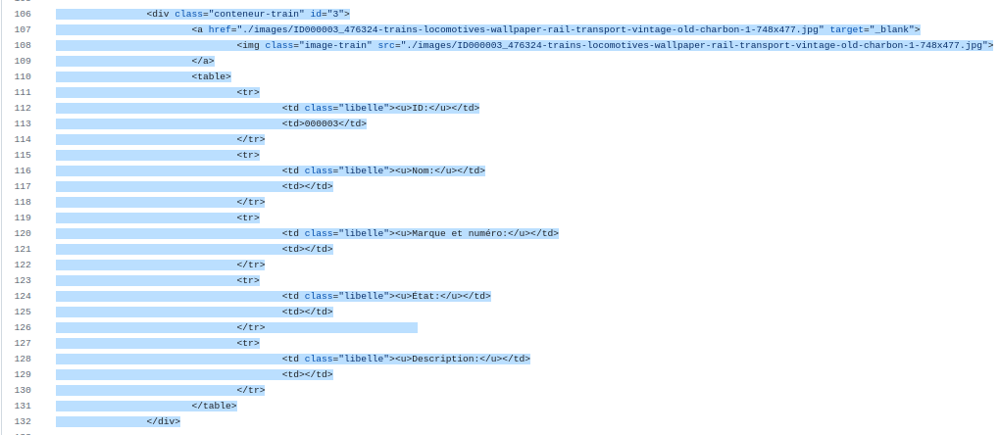 106 <div class="conteneur-train" id="3">
107 <a href="./images/ID000003_476324-trains-locomotives-wallpaper-rail-transport-vintage-old-charbon-1-748x477.jpg" target="_blank">
108 <img class="image-train" src="./images/ID000003_476324-trains-locomotives-wallpaper-rail-transport-vintage-old-charbon-1-748x477.jpg">
109 </a>
110 <table>
111 <tr>
112 <td class="libelle"><u>ID:</u></td>
113 <td>000003</td>
114 </tr>
115 <tr>
116 <td class="libelle"><u>Nom:</u></td>
117 <td></td>
118 </tr>
119 <tr>
120 <td class="libelle"><u>Marque et numéro:</u></td>
121 <td></td>
122 </tr>
123 <tr>
124 <td class="libelle"><u>État:</u></td>
125 <td></td>
126 </tr>
127 <tr>
128 <td class="libelle"><u>Description:</u></td>
129 <td></td>
130 </tr>
131 </table>
132 </div>